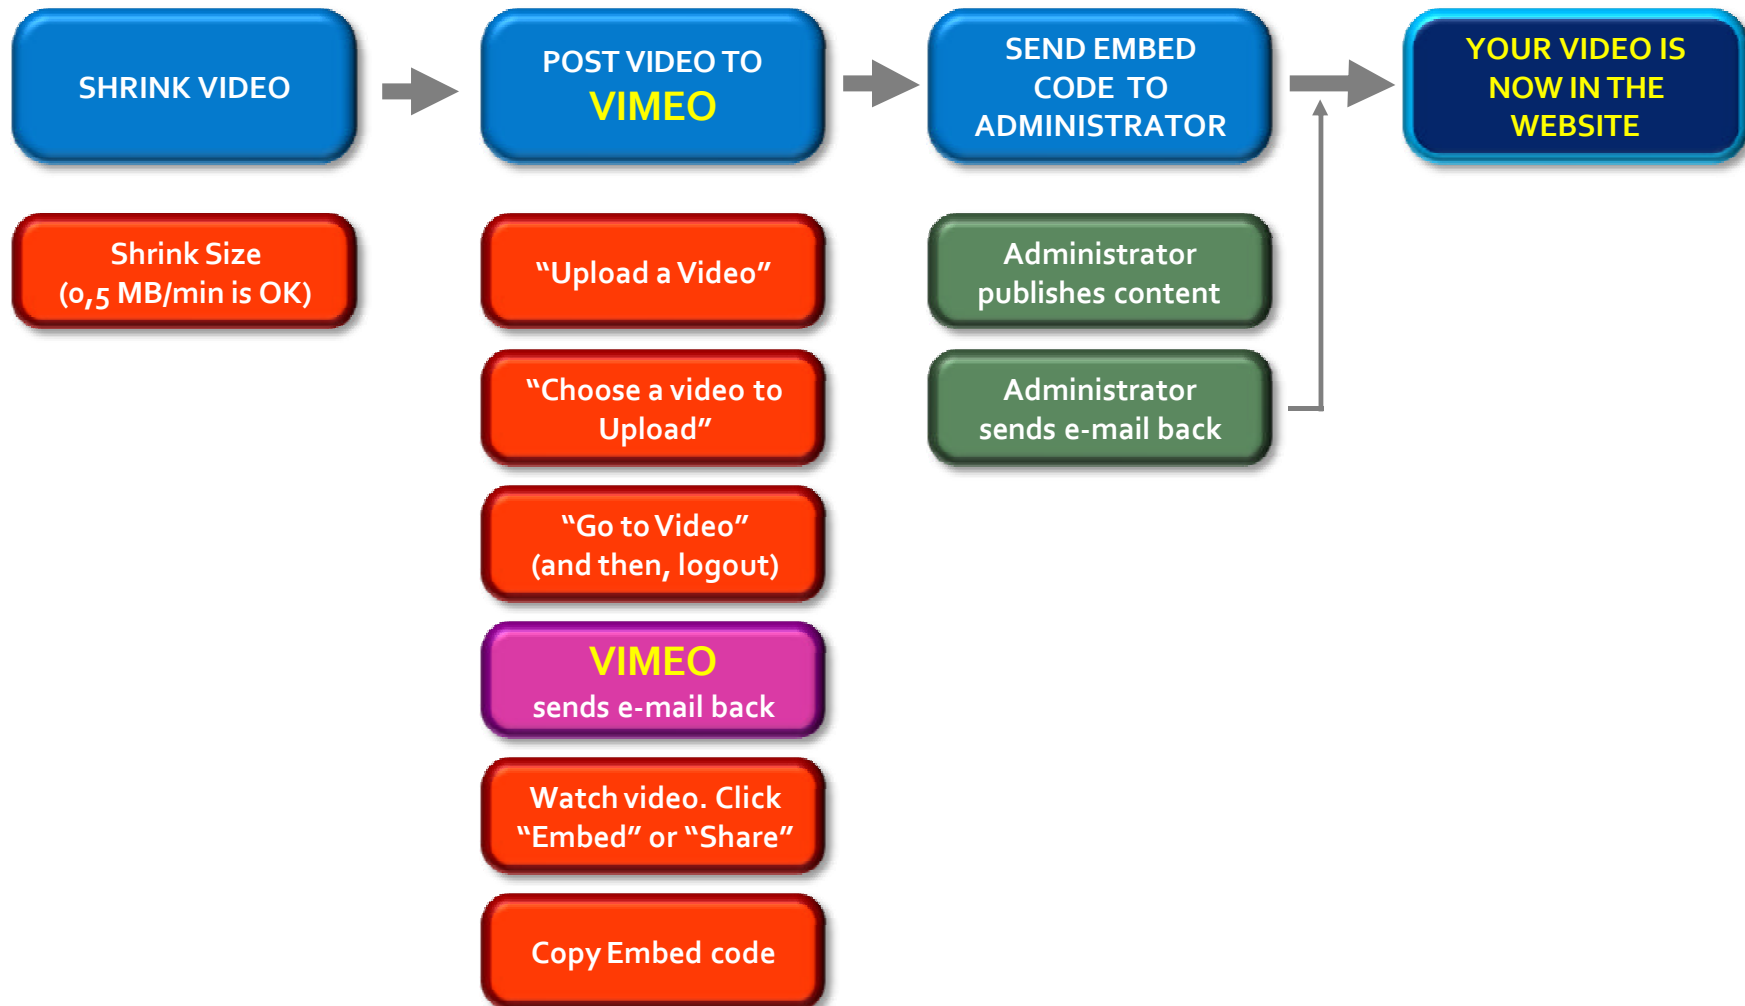 SHRINK VIDEO
POST VIDEO TO
VIMEO
SEND EMBED
CODE TO
ADMINISTRATOR
YOUR VIDEO IS
NOW IN THE
WEBSITE
Shrink Size
(0,5 MB/min is OK)
“Upload a Video”
“Choose a video to
Upload”
“Go to Video”
(and then, logout)
VIMEO
sends e-mail back
Watch video. Click
“Embed” or “Share”
Copy Embed code
Administrator
publishes content
Administrator
sends e-mail back